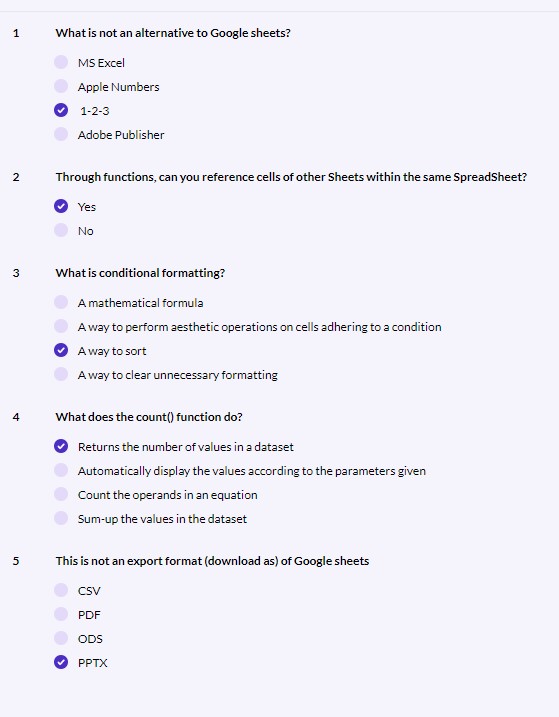 1 What is not an alternative to Google sheets?
MS Excel
Apple Numbers
1-2-3
Adobe Publisher
2 Through functions, can you reference cells of other Sheets within the same SpreadSheet?
Yes
No
3 What is conditional formatting?
A mathematical formula
A way to perform aesthetic operations on cells adhering to a condition
A way to sort
A way to clear unnecessary formatting
4 What does the count() function do?
Returns the number of values in a dataset
Automatically display the values according to the parameters given
Count the operands in an equation
Sum-up the values in the dataset
5 This is not an export format (download as) of Google sheets
CSV
PDF
ODS
PPTX